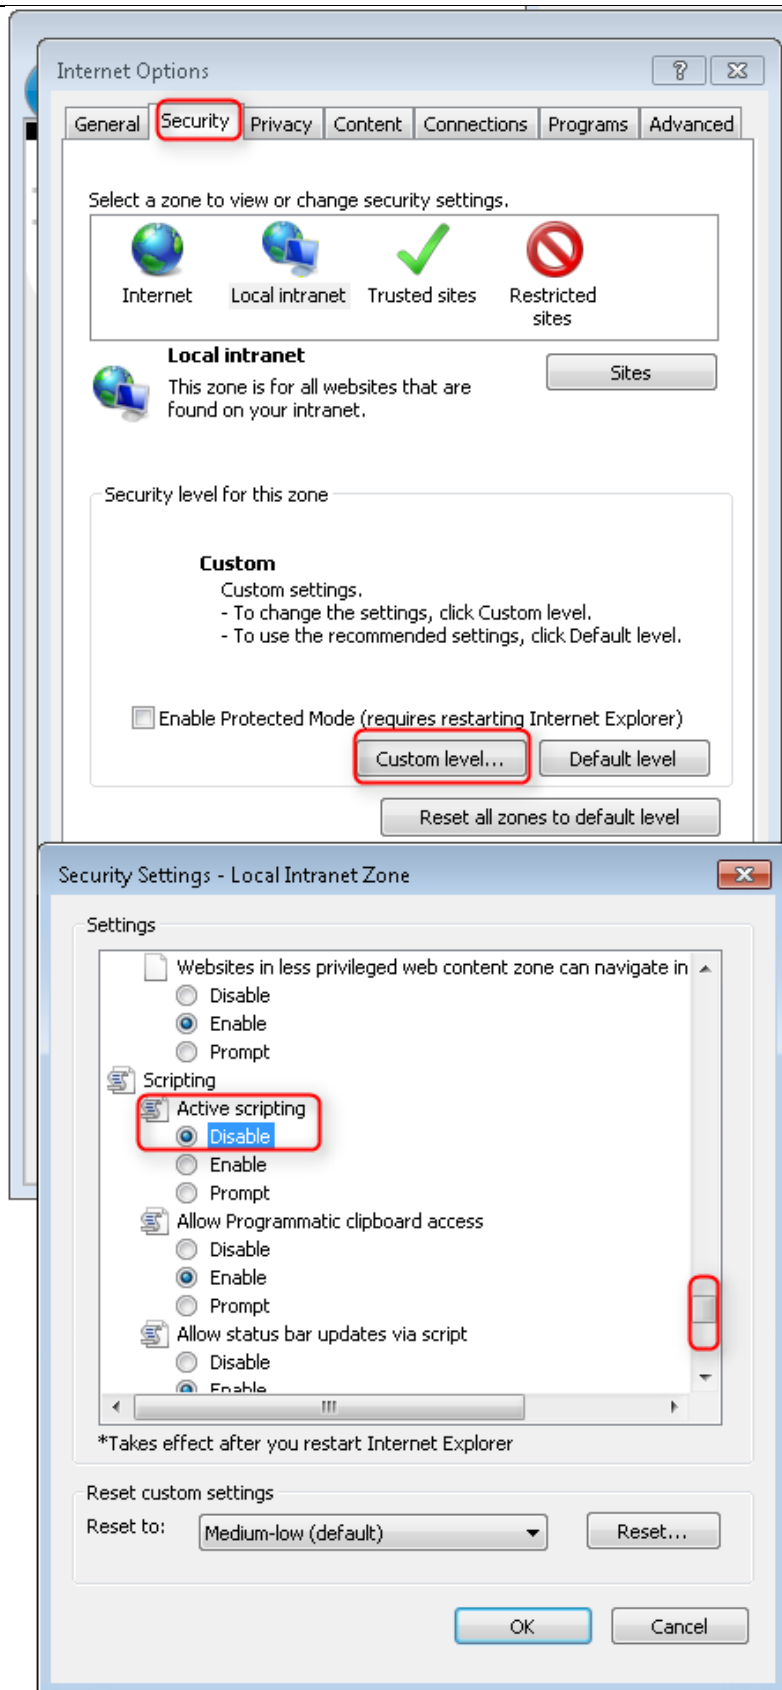 Internet Options
General Security Privacy Content Connections Programs Advanced
Select a zone to view or change security settings.
Internet Local intranet Trusted sites Restricted
sites
Local intranet
Sites
This zone is for all websites that are
found on your intranet.
Security level for this zone
Custom
Custom settings.
- To change the settings, click Custom level.
- To use the recommended settings, click Default level.
Enable Protected Mode (requires restarting Internet Explorer)
Custom level... Default level
Reset all zones to default level
Security Settings - Local Intranet Zone
Settings
Websites in less privileged web content zone can navigate in
Disable
Enable
Prompt
Scripting
Active scripting
Disable
Enable
Prompt
Allow Programmatic clipboard access
Disable
Enable
Prompt
Allow status bar updates via script
Disable
Enable
*Takes effect after you restart Internet Explorer
Reset custom settings
Reset to: Medium-low (default) Reset...
OK Cancel